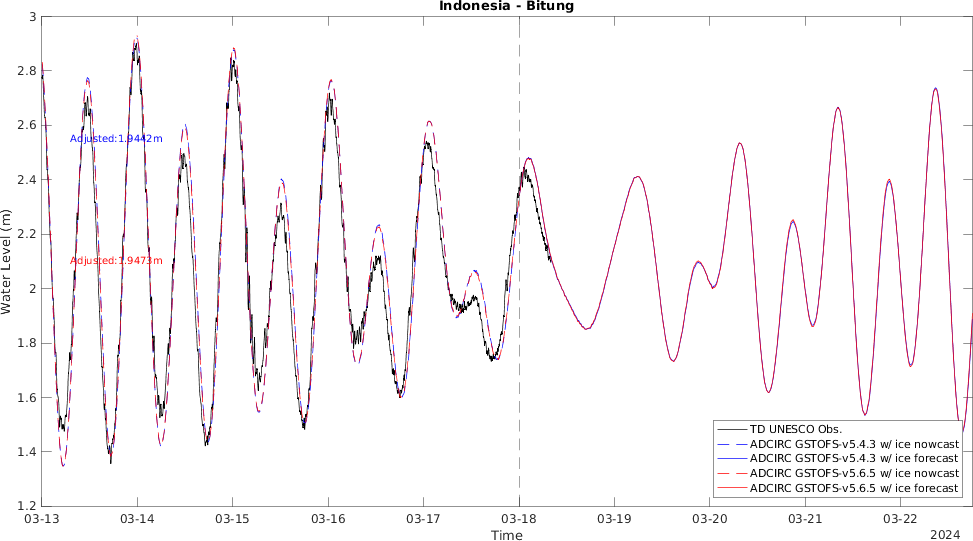 Indonesia - Bitung
Water Level (m)
3
2.8
2.6
2.4
2.2
2
1.8
1.6
1.4
1.2
Adjusted:1.9442m
Adjusted:1.9473m
TD UNESCO Obs.
ADCIRC GSTOFS-v5.4.3 w/ ice nowcast
ADCIRC GSTOFS-v5.4.3 w/ ice forecast
ADCIRC GSTOFS-v5.6.5 w/ ice nowcast
ADCIRC GSTOFS-v5.6.5 w/ ice forecast
03-13 03-14 03-15 03-16 03-17 03-18 03-19 03-20 03-21 03-22
Time
2024